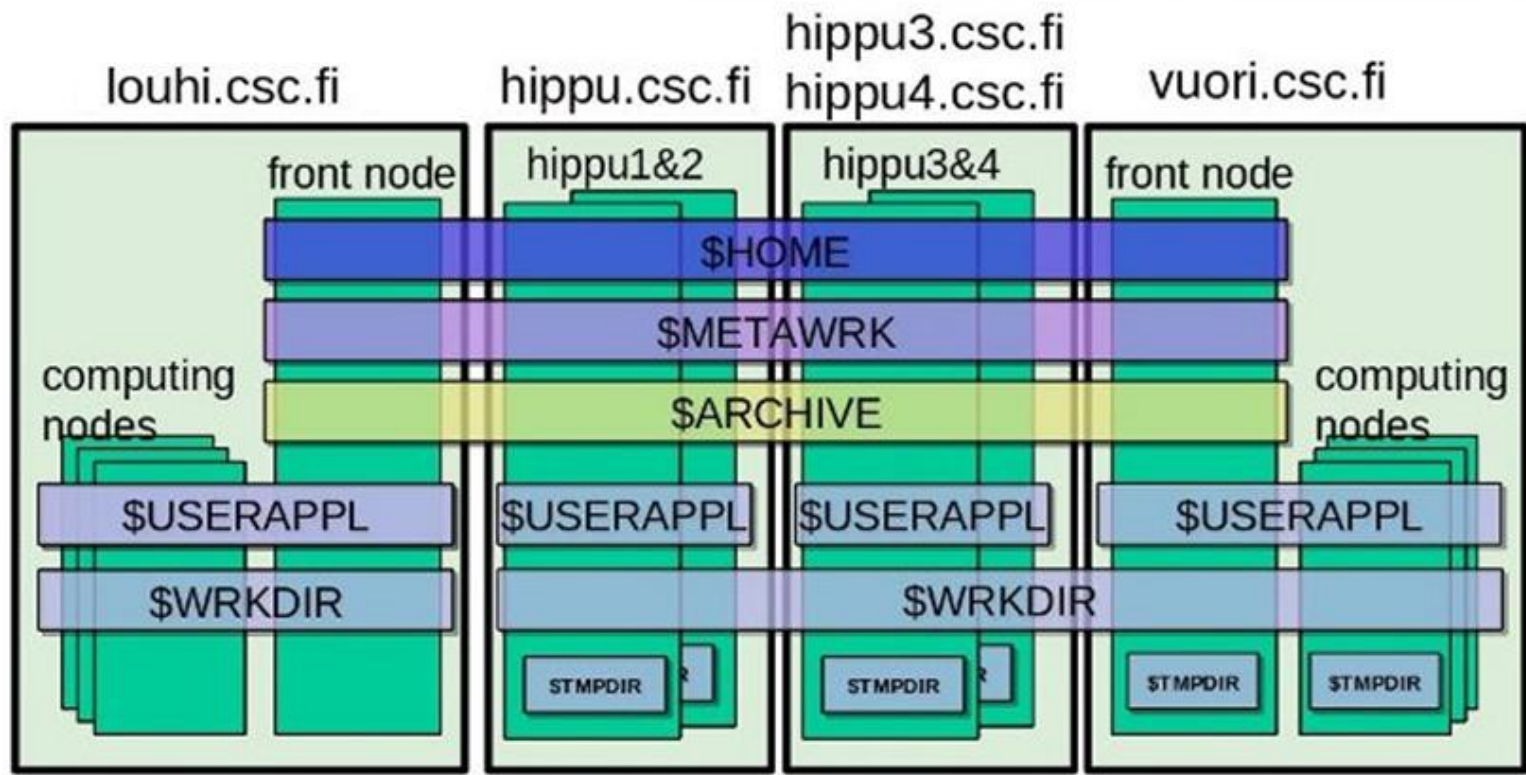 louhi.csc.fi
hippu.csc.fi
hippu3.csc.fi
hippu4.csc.fi
vuori.csc.fi
front node
hippu1&2
hippu3&4
front node
$HOME
$METAWRK
$ARCHIVE
computing
nodes
computing
nodes
$USERAPPL
$USERAPPL
$USERAPPL
$USERAPPL
$WRKDIR
$WRKDIR
$TMPDIR
R
$TMPDIR
R
$TMPDIR
$TMPDIR